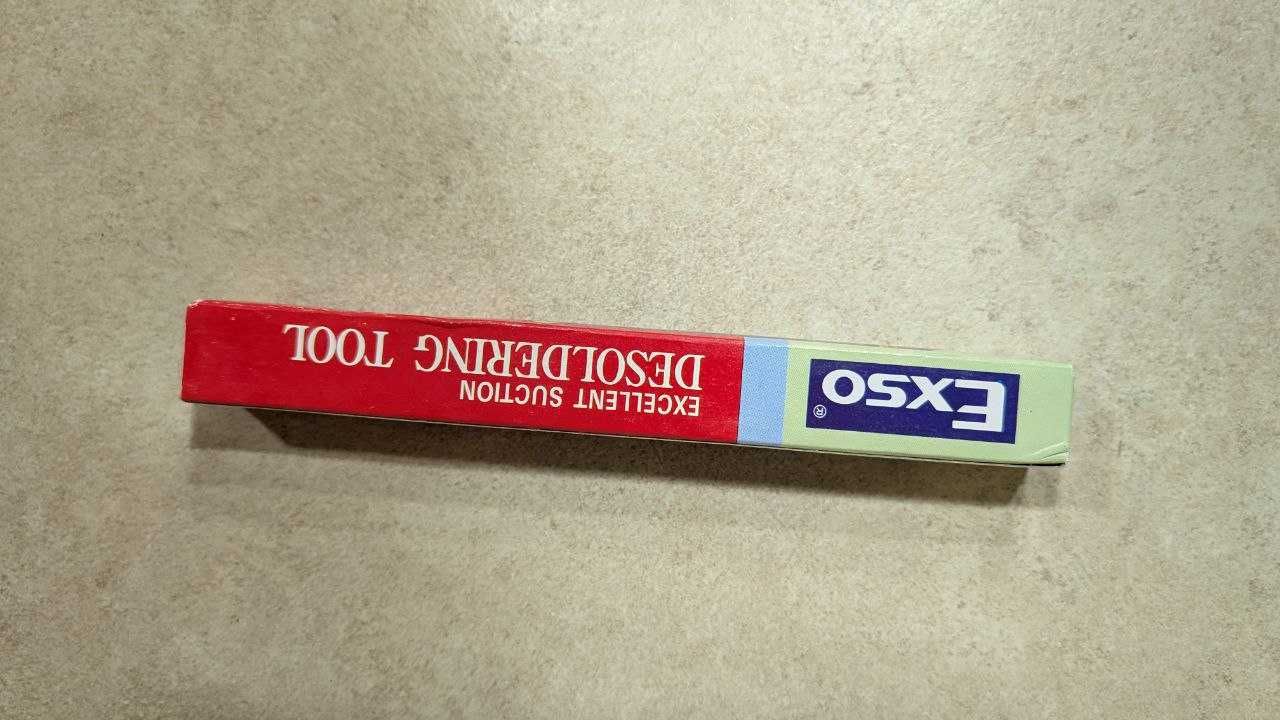 EXSO®
EXCELLENT SUCTION
DESOLDERING TOOL